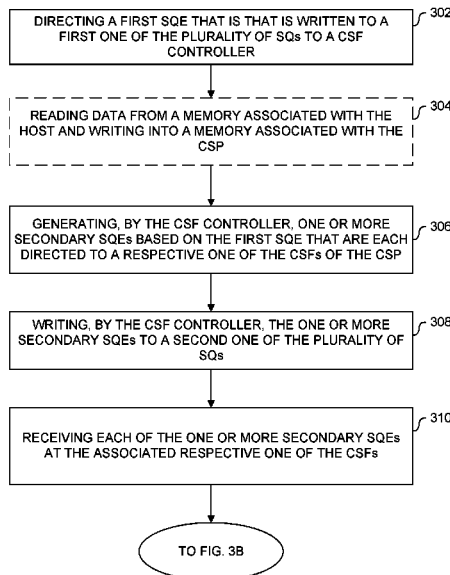 DIRECTING A FIRST SQE THAT IS THAT IS WRITTEN TO A
FIRST ONE OF THE PLURALITY OF SQs TO A CSF
CONTROLLER
302
READING DATA FROM A MEMORY ASSOCIATED WITH THE
HOST AND WRITING INTO A MEMORY ASSOCIATED WITH THE
CSP
304
GENERATING, BY THE CSF CONTROLLER, ONE OR MORE
SECONDARY SQEs BASED ON THE FIRST SQE THAT ARE EACH
DIRECTED TO A RESPECTIVE ONE OF THE CSFs OF THE CSP
306
WRITING, BY THE CSF CONTROLLER, THE ONE OR MORE
SECONDARY SQEs TO A SECOND ONE OF THE PLURALITY OF
SQs
308
RECEIVING EACH OF THE ONE OR MORE SECONDARY SQEs
AT THE ASSOCIATED RESPECTIVE ONE OF THE CSFs
310
TO FIG. 3B